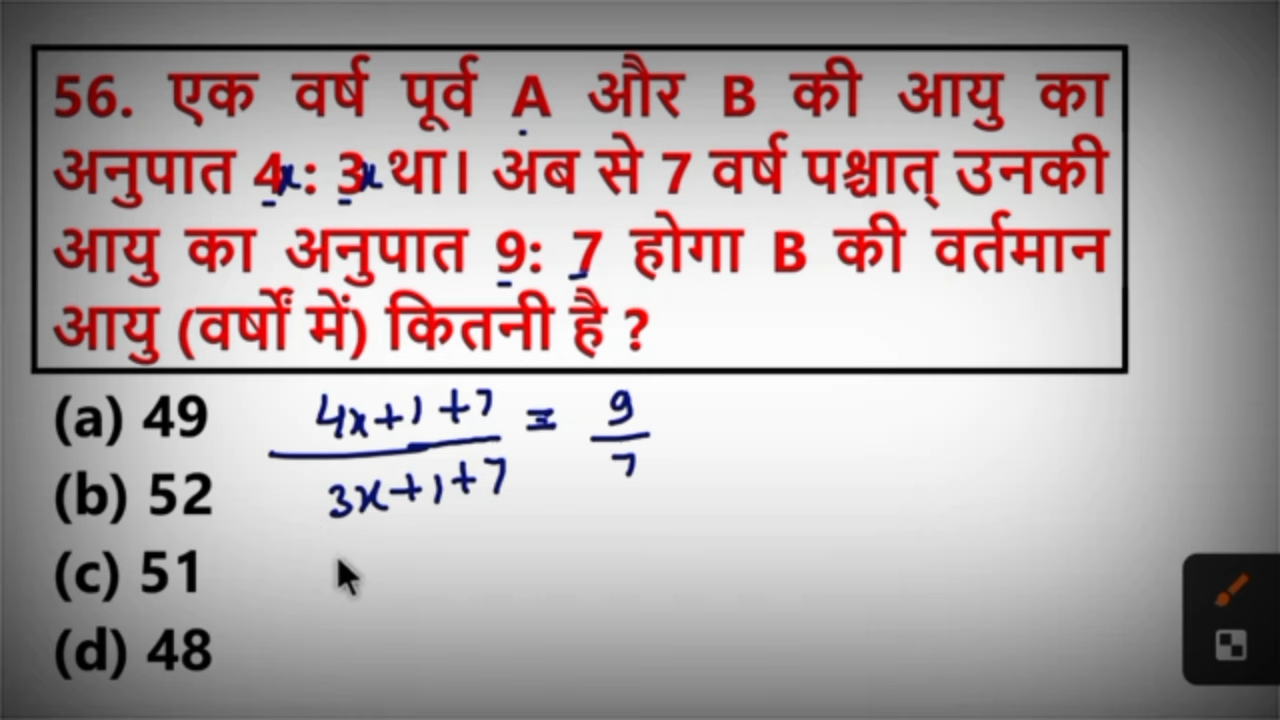 56. एक वर्ष पूर्व A और B की आयु का
अनुपात 4x : 3x था। अब से 7 वर्ष पश्चात् उनकी
आयु का अनुपात 9: 7 होगा B की वर्तमान
आयु (वर्षों में) कितनी है ?
(a) 49
(b) 52
(c) 51
(d) 48
4x+1+7 = 9
3x+1+7 7